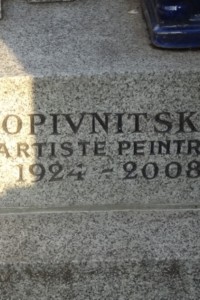 OPIVNITSK
ARTISTE PEINTR
1924 - 2008